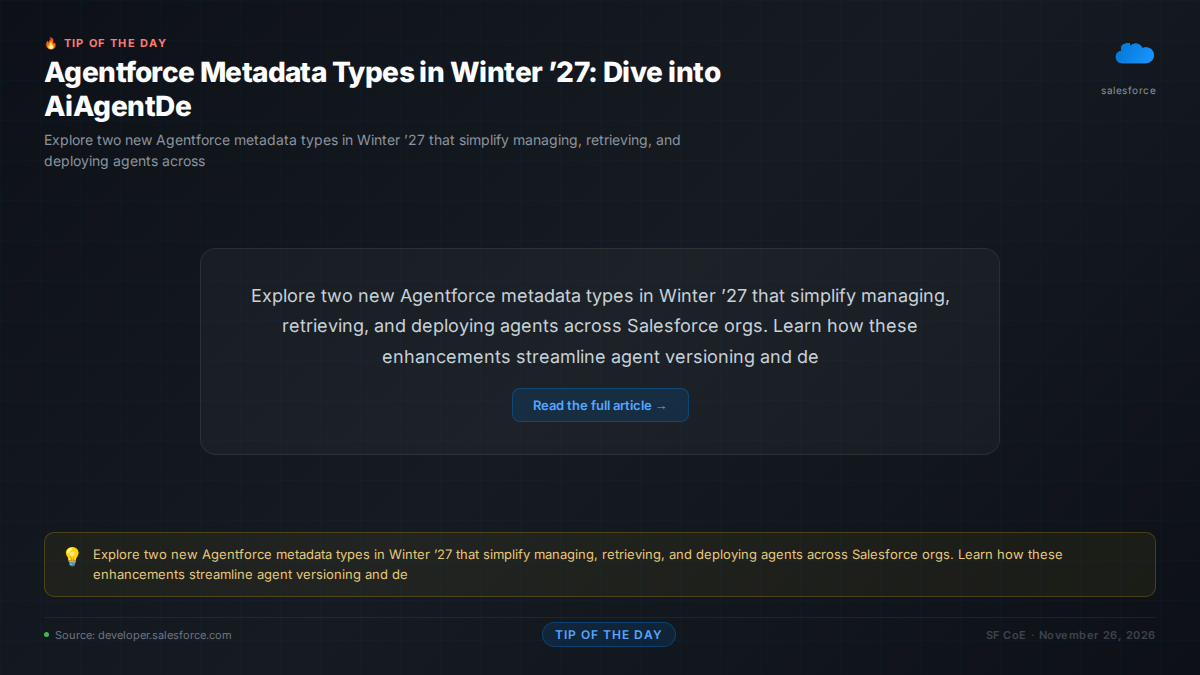 🔥 TIP OF THE DAY
Agentforce Metadata Types in Winter ’27: Dive into
AiAgentDe
Explore two new Agentforce metadata types in Winter ’27 that simplify managing, retrieving, and
deploying agents across
salesforce
Explore two new Agentforce metadata types in Winter ’27 that simplify managing,
retrieving, and deploying agents across Salesforce orgs. Learn how these
enhancements streamline agent versioning and de
Read the full article →
💡 Explore two new Agentforce metadata types in Winter ’27 that simplify managing, retrieving, and deploying agents across Salesforce orgs. Learn how these
enhancements streamline agent versioning and de
Source: developer.salesforce.com
TIP OF THE DAY
SF CoE · November 26, 2026